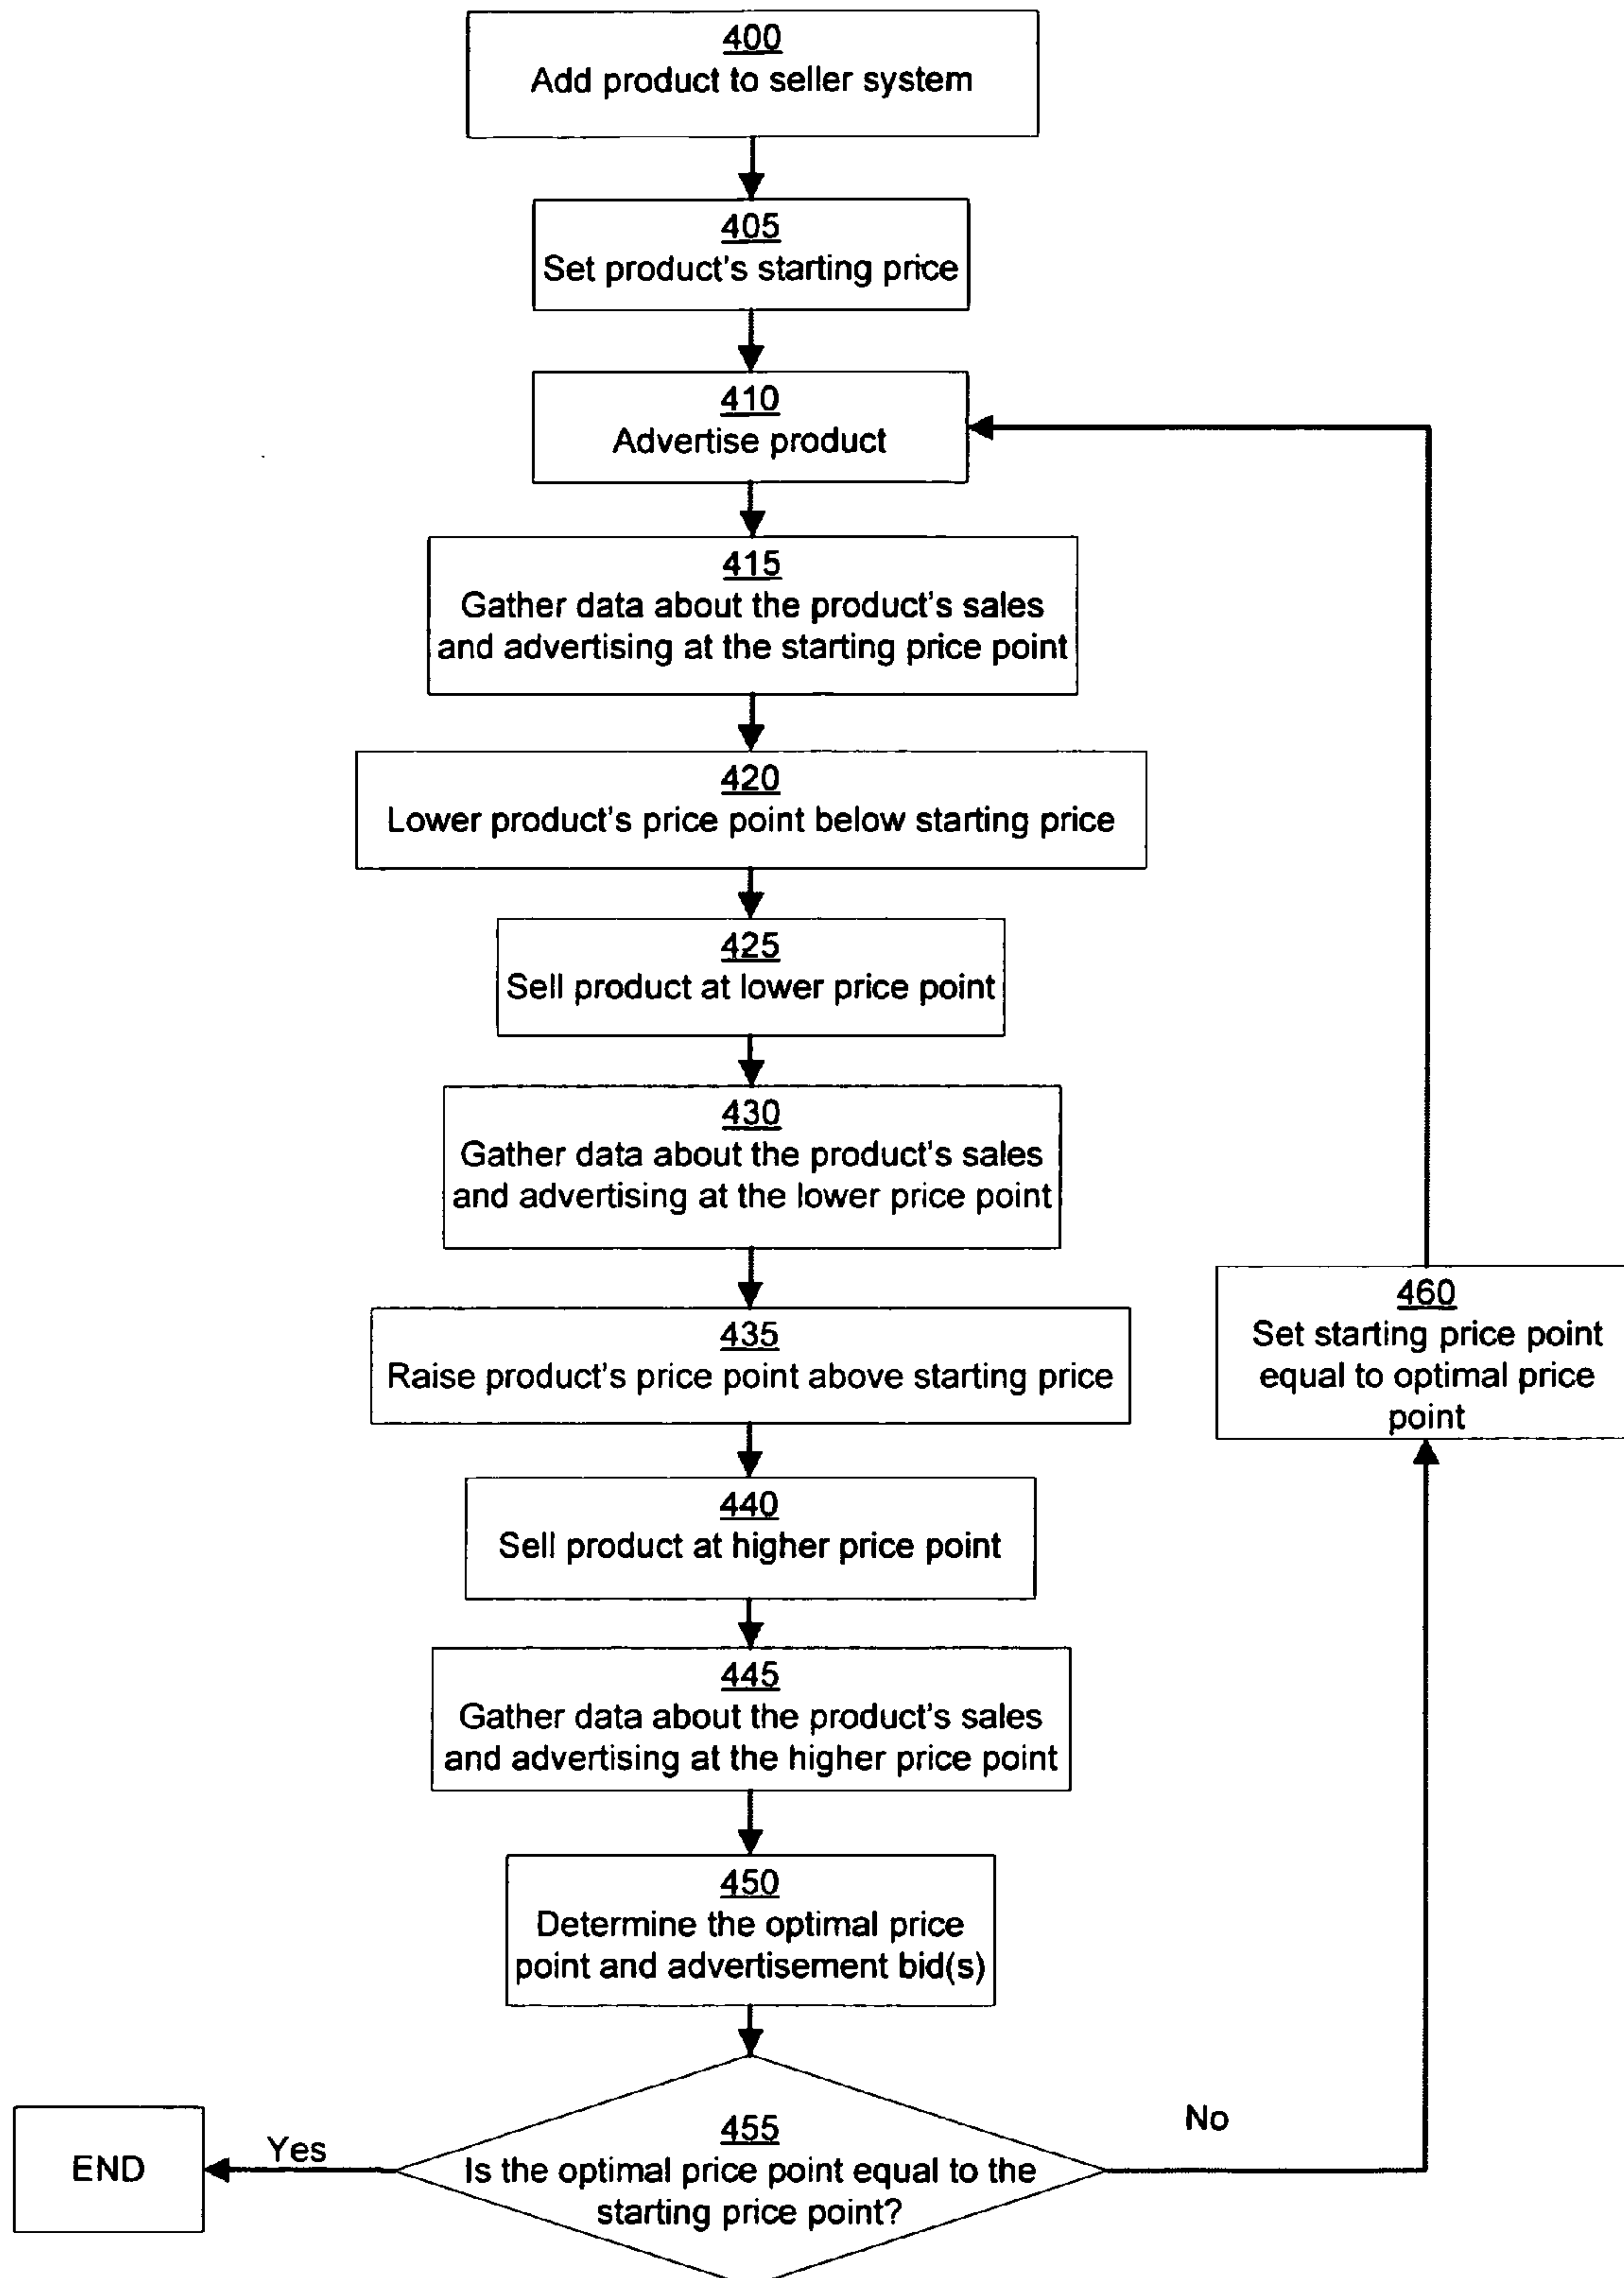 400
Add product to seller system
405
Set product's starting price
410
Advertise product
415
Gather data about the product's sales
and advertising at the starting price point
420
Lower product's price point below starting price
425
Sell product at lower price point
430
Gather data about the product's sales
and advertising at the lower price point
435
Raise product's price point above starting price
460
Set starting price point
equal to optimal price
point
440
Sell product at higher price point
445
Gather data about the product's sales
and advertising at the higher price point
450
Determine the optimal price
point and advertisement bid(s)
455
Is the optimal price point equal to the
starting price point?
No
Yes
END